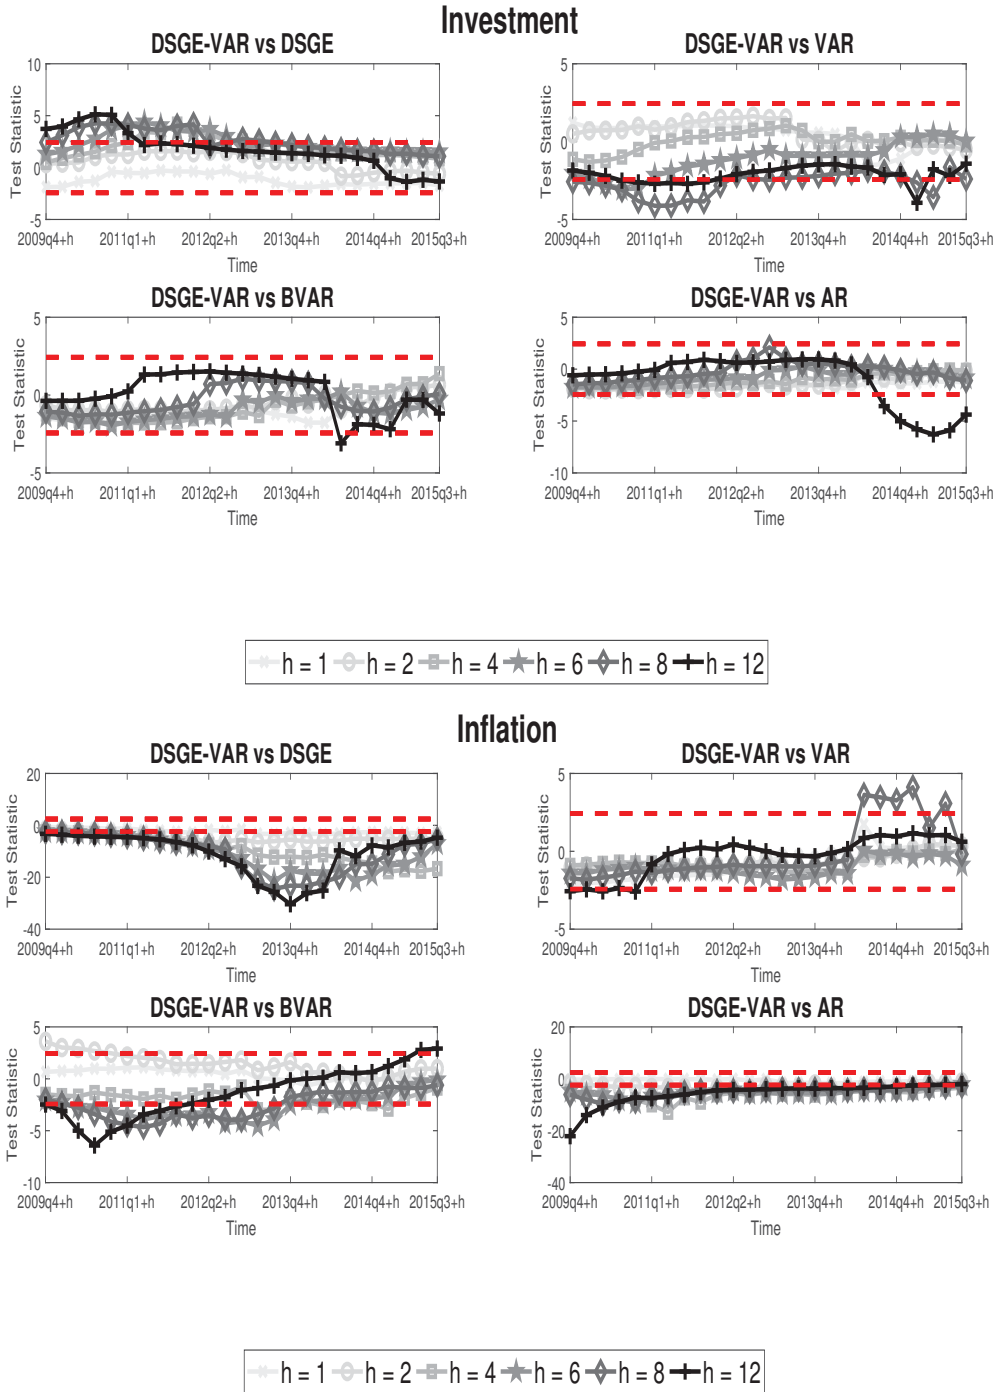 Investment
DSGE-VAR vs DSGE
10
5
0
-5
Test Statistic
2009q4+h 2011q1+h 2012q2+h 2013q4+h 2014q4+h 2015q3+h
Time
DSGE-VAR vs VAR
5
0
-5
Test Statistic
2009q4+h 2011q1+h 2012q2+h 2013q4+h 2014q4+h 2015q3+h
Time
DSGE-VAR vs BVAR
5
0
-5
Test Statistic
2009q4+h 2011q1+h 2012q2+h 2013q4+h 2014q4+h 2015q3+h
Time
DSGE-VAR vs AR
5
0
-5
-10
Test Statistic
2009q4+h 2011q1+h 2012q2+h 2013q4+h 2014q4+h 2015q3+h
Time
h = 1 h = 2 h = 4 h = 6 h = 8 h = 12
Inflation
DSGE-VAR vs DSGE
20
0
-20
-40
Test Statistic
2009q4+h 2011q1+h 2012q2+h 2013q4+h 2014q4+h 2015q3+h
Time
DSGE-VAR vs VAR
5
0
-5
Test Statistic
2009q4+h 2011q1+h 2012q2+h 2013q4+h 2014q4+h 2015q3+h
Time
DSGE-VAR vs BVAR
5
0
-5
-10
Test Statistic
2009q4+h 2011q1+h 2012q2+h 2013q4+h 2014q4+h 2015q3+h
Time
DSGE-VAR vs AR
20
0
-20
-40
Test Statistic
2009q4+h 2011q1+h 2012q2+h 2013q4+h 2014q4+h 2015q3+h
Time
h = 1 h = 2 h = 4 h = 6 h = 8 h = 12